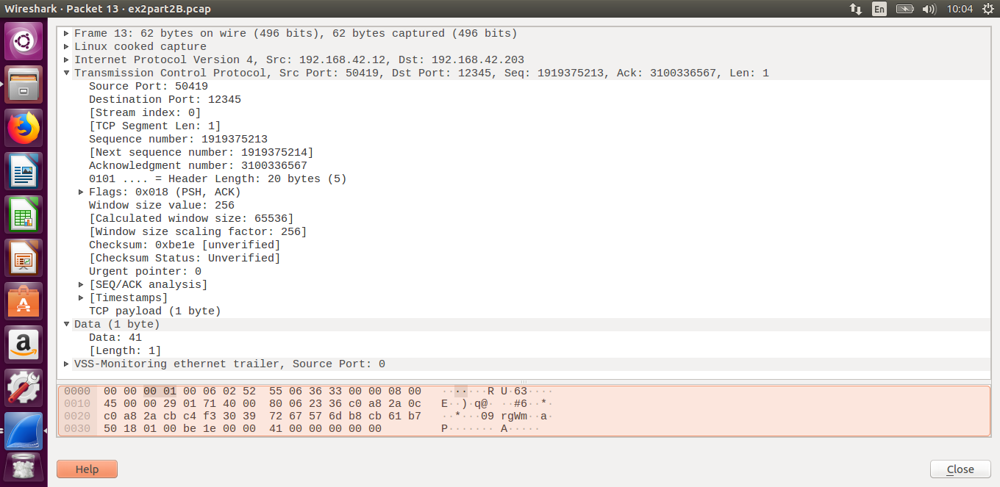 Wireshark · Packet 13 · ex2part2B.pcap
En
10:04
Frame 13: 62 bytes on wire (496 bits), 62 bytes captured (496 bits)
Linux cooked capture
Internet Protocol Version 4, Src: 192.168.42.12, Dst: 192.168.42.203
Transmission Control Protocol, Src Port: 50419, Dst Port: 12345, Seq: 1919375213, Ack: 3100336567, Len: 1
Source Port: 50419
Destination Port: 12345
[Stream index: 0]
[TCP Segment Len: 1]
Sequence number: 1919375213
[Next sequence number: 1919375214]
Acknowledgment number: 3100336567
0101 .... = Header Length: 20 bytes (5)
Flags: 0x018 (PSH, ACK)
Window size value: 256
[Calculated window size: 65536]
[Window size scaling factor: 256]
Checksum: 0xbe1e [unverified]
[Checksum Status: Unverified]
Urgent pointer: 0
[SEQ/ACK analysis]
[Timestamps]
TCP payload (1 byte)
Data (1 byte)
Data: 41
[Length: 1]
VSS-Monitoring ethernet trailer, Source Port: 0
0000 00 00 00 01 00 06 02 52 55 06 36 33 00 00 08 00 ·······R U·63····
0010 45 00 00 29 01 71 40 00 80 06 23 36 c0 a8 2a 0c E··)·q@· ··#6··*·
0020 c0 a8 2a cb c4 f3 30 39 72 67 57 6d b8 cb 61 b7 ··*···09 rgWm··a·
0030 50 18 01 00 be 1e 00 00 41 00 00 00 00 00 P······· A·····
Help
Close